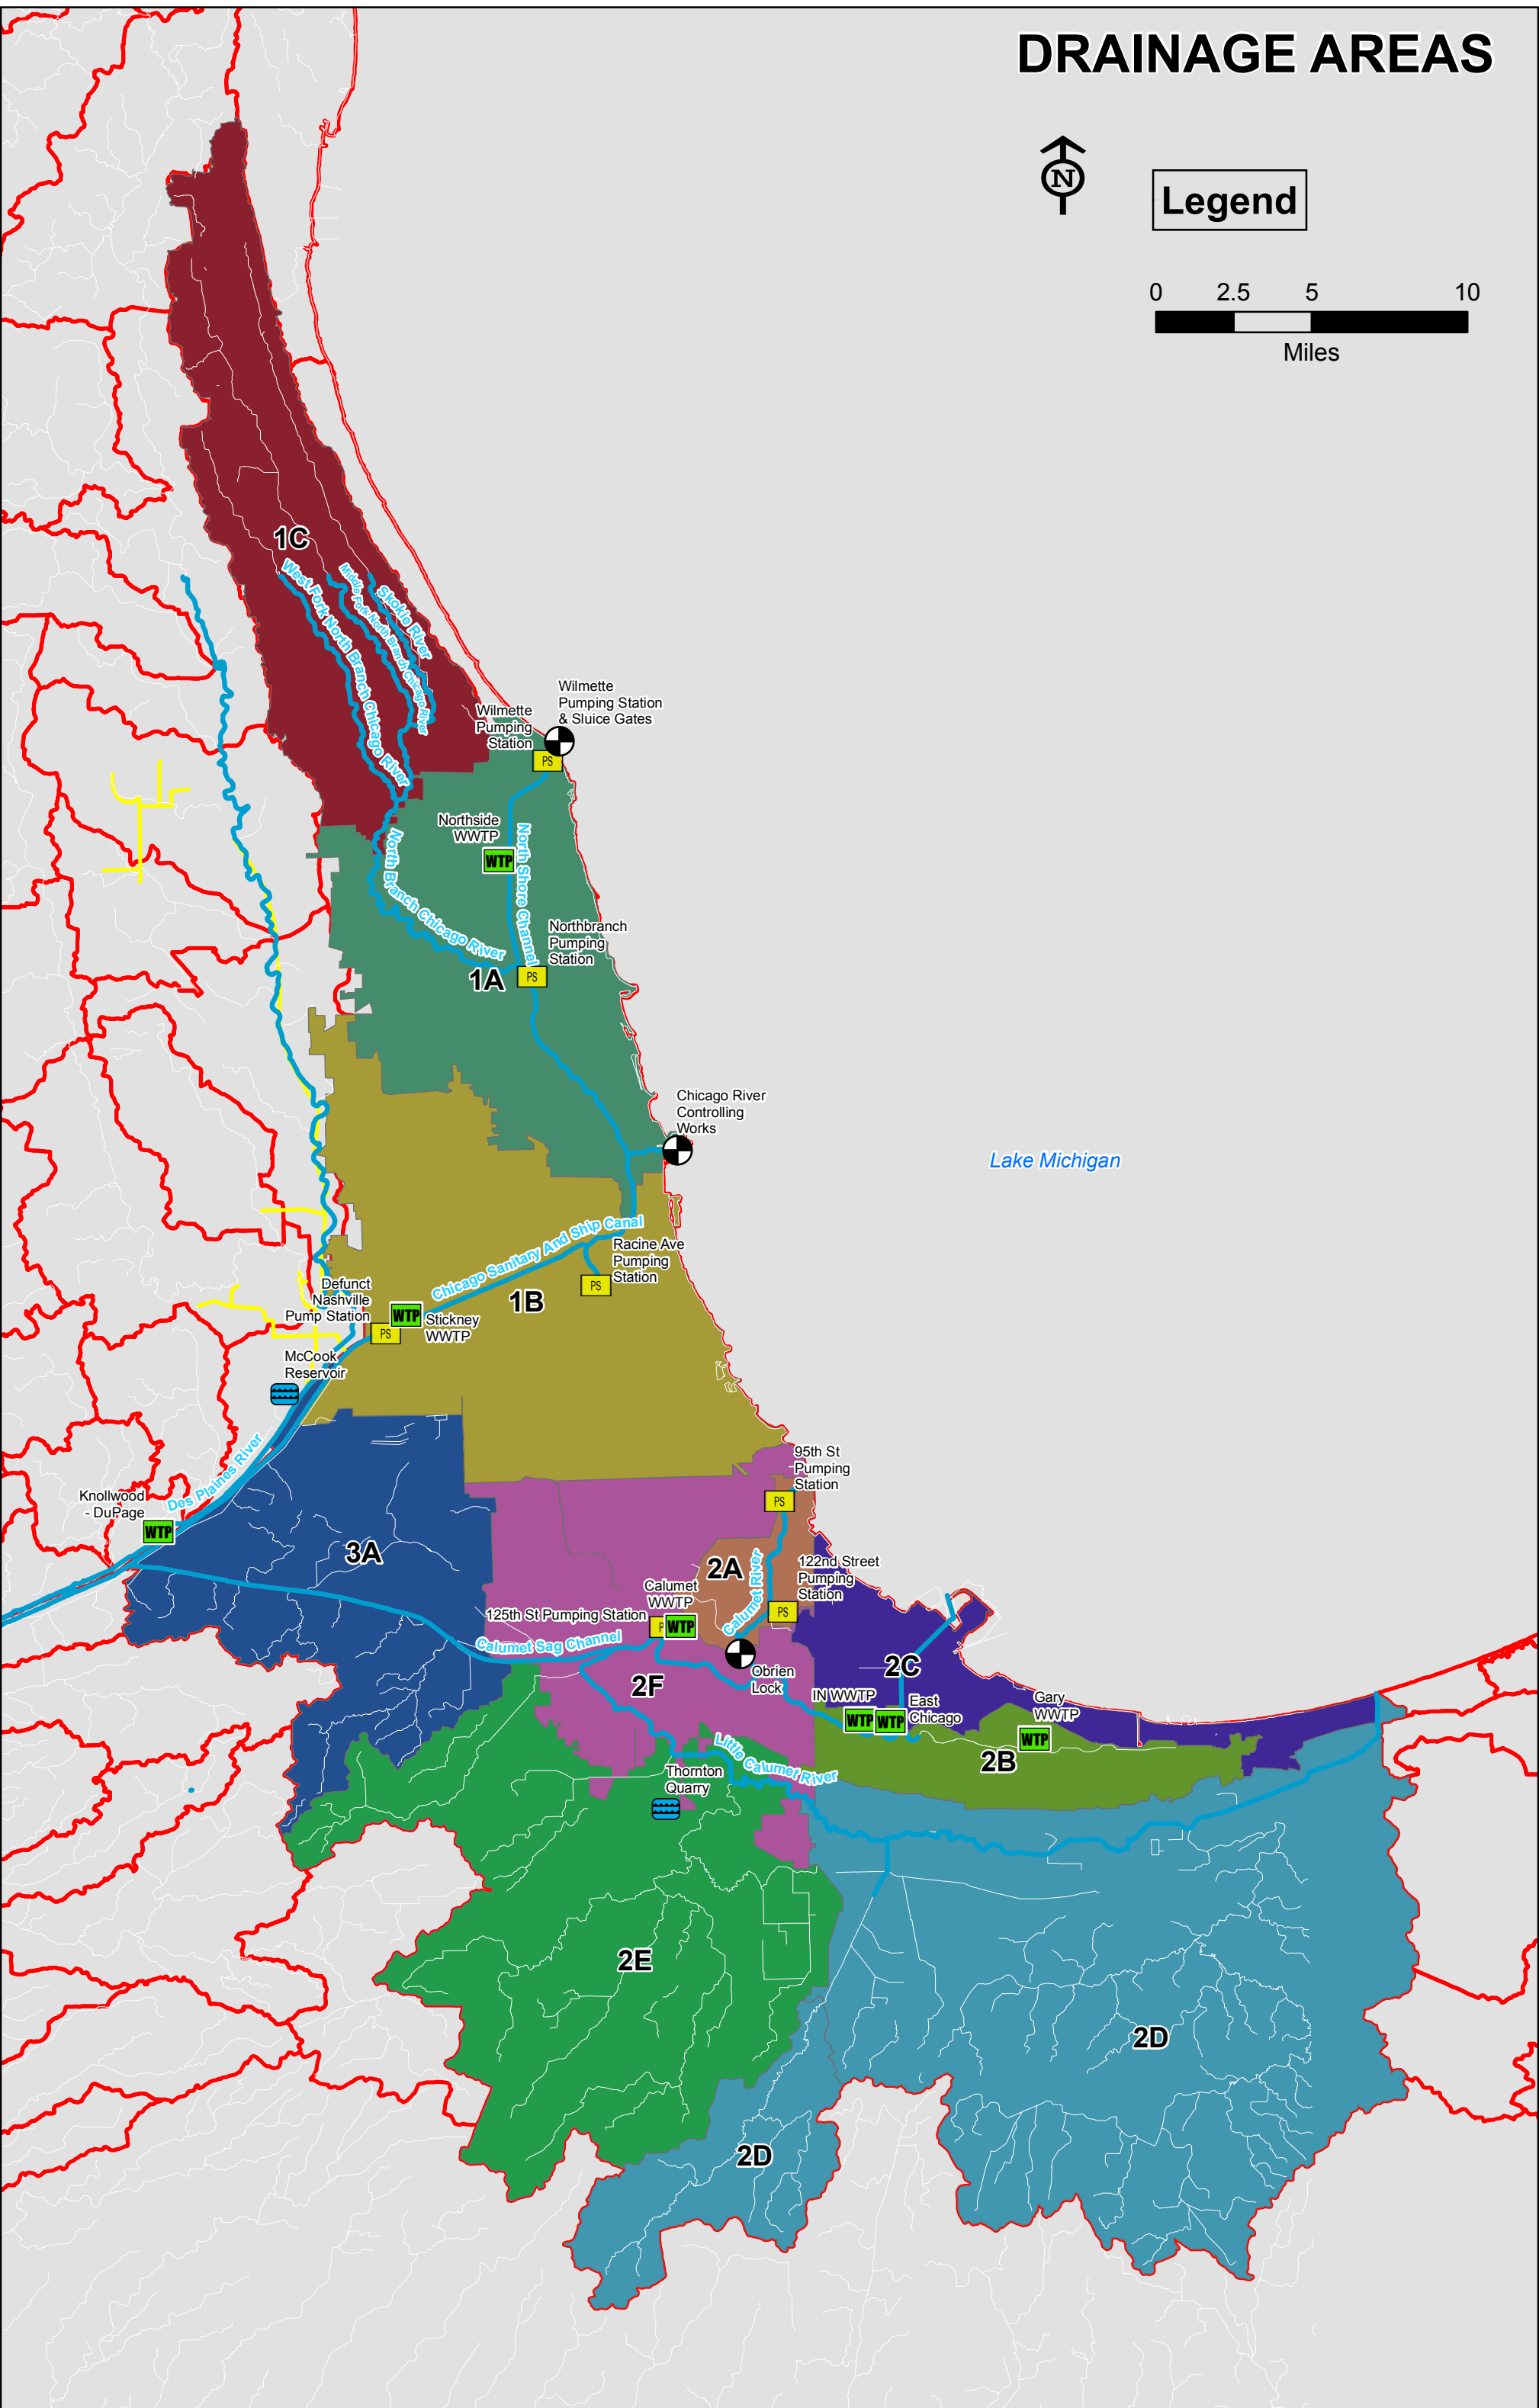 DRAINAGE AREAS
N
Legend
0 2.5 5 10
Miles
1C
West Fork North Branch Chicago River
Middle Fork North Branch Chicago River
Skokie River
Wilmette
Pumping Station
& Sluice Gates
Wilmette
Pumping
Station
PS
Northside
WWTP
WTP
North Shore Channel
North Branch Chicago River
Northbranch
Pumping
Station
1A
PS
Chicago River
Controlling
Works
Lake Michigan
Chicago Sanitary And Ship Canal
Racine Ave
Pumping
Station
PS
1B
Defunct
Nashville
Pump Station
PS
WTP
Stickney
WWTP
McCook
Reservoir
Des Plaines River
Knollwood
- DuPage
WTP
3A
95th St
Pumping
Station
PS
2A
Calumet River
122nd Street
Pumping
Station
PS
Calumet
WWTP
125th St Pumping Station
P
WTP
Calumet Sag Channel
Obrien
Lock
2F
2C
IN WWTP
WTP
WTP
East
Chicago
Gary
WWTP
WTP
2B
Little Calumet River
Thornton
Quarry
2E
2D
2D